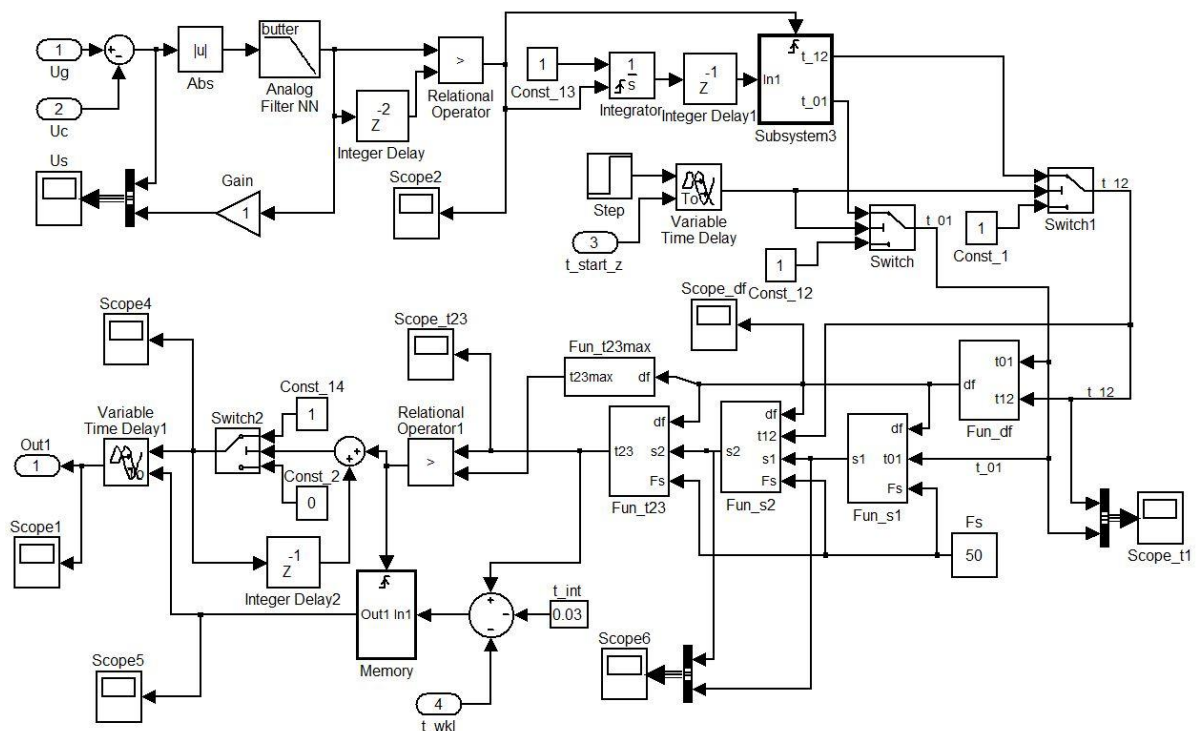 1
Ug
2
Uc
+
-
|u|
Abs
butter
Analog
Filter NN
-2
Z
Integer Delay
>
Relational
Operator
1
Const_13
1
s
Integrator
-1
Z
Integer Delay1
In1
t_12
t_01
Subsystem3
Us
Gain
1
Scope2
Step
To
Variable
Time Delay
3
t_start_z
1
Const_12
t_01
Switch
1
Const_1
t_12
Switch1
Scope4
Scope_t23
Scope_df
Fun_t23max
t23max
df
df
t01
t12
Fun_df
t_12
Const_14
1
Switch2
Const_2
0
+
+
Relational
Operator1
>
df
t23
s2
Fs
Fun_t23
df
t12
s2
s1
Fs
Fun_s2
df
s1
t01
Fs
Fun_s1
t_01
Variable
Time Delay1
To
Out1
1
Scope1
-1
Z
Integer Delay2
Fs
50
Scope_t1
Out1
In1
Memory
+
-
-
t_int
0.03
Scope5
Scope6
4
t_wkl